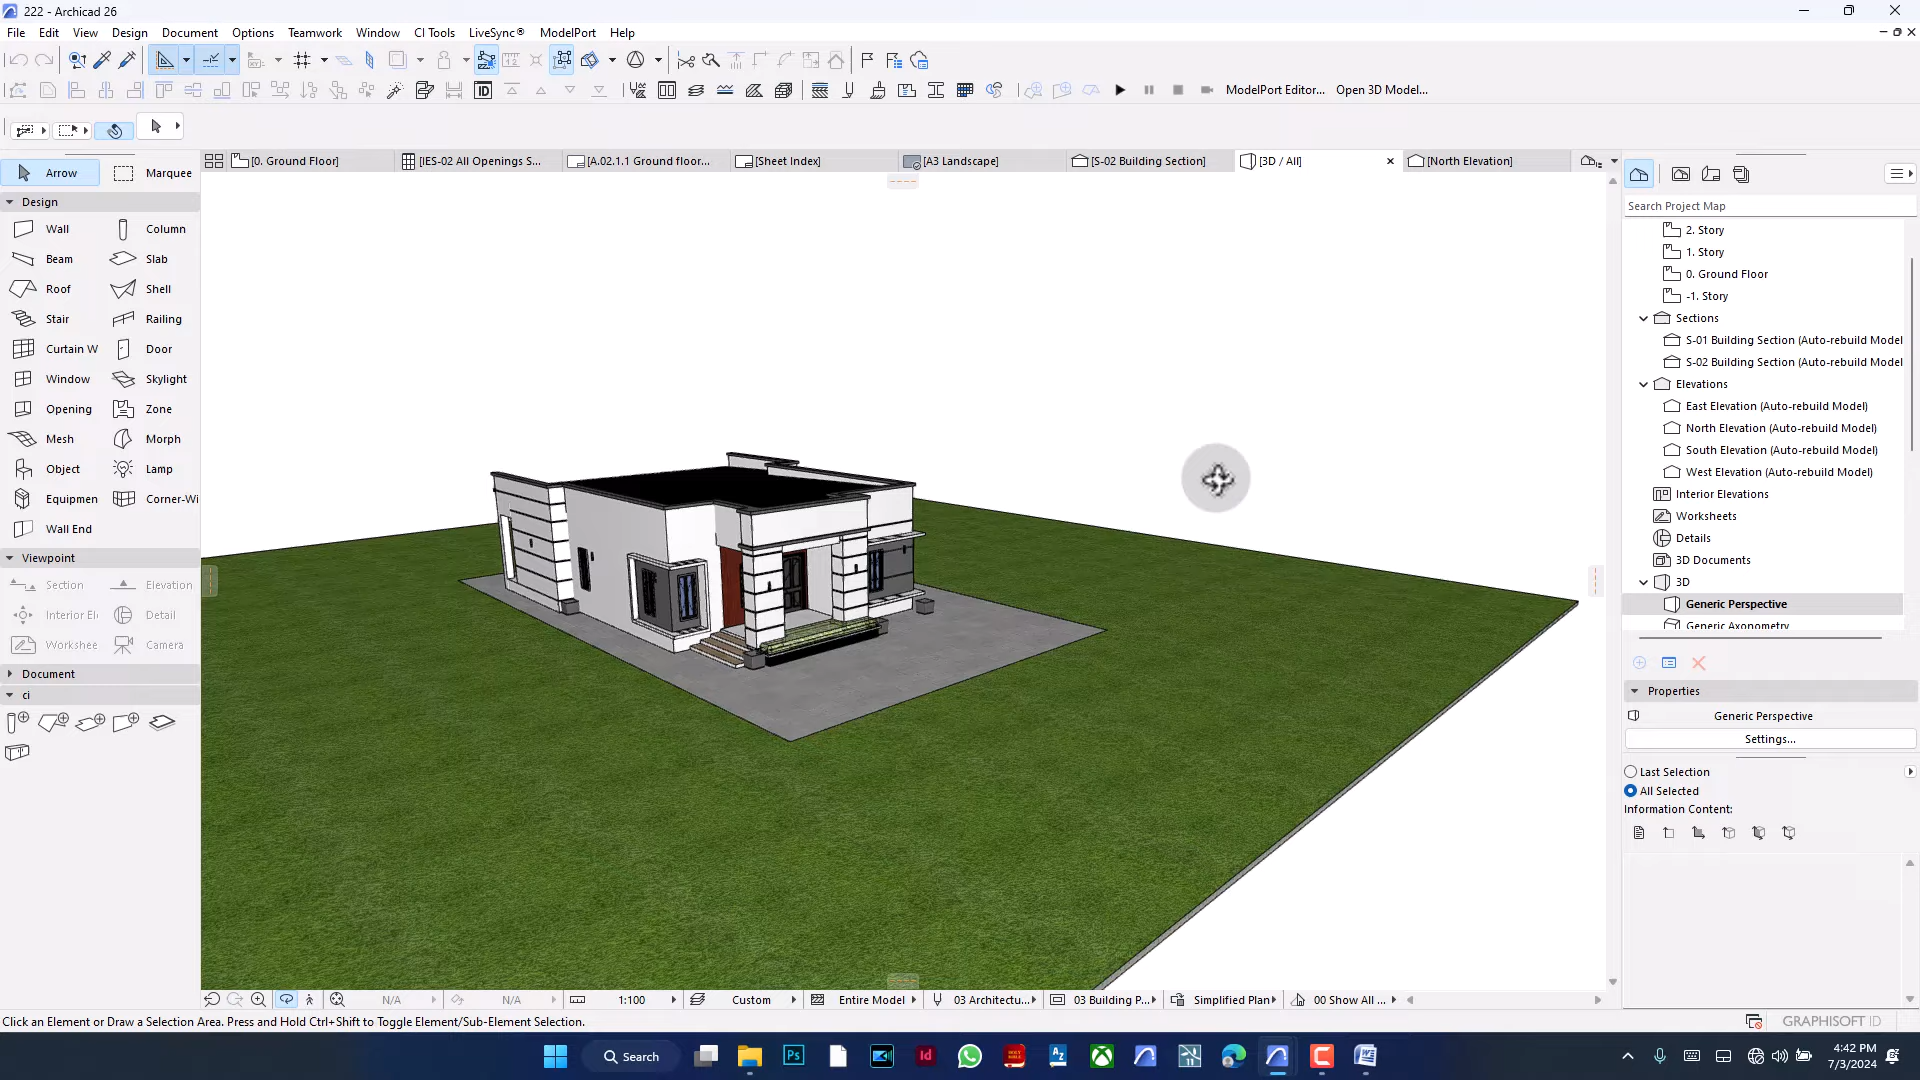 222 - Archicad 26
File Edit View Design Document Options Teamwork Window CI Tools LiveSync® ModelPort Help
ModelPort Editor... Open 3D Model...
[0. Ground Floor] [IES-02 All Openings S... [A.02.1.1 Ground floor... [Sheet Index] [A3 Landscape] [S-02 Building Section] [3D / All] [North Elevation]
Arrow Marquee
Design
Wall Column
Beam Slab
Roof Shell
Stair Railing
Curtain W Door
Window Skylight
Opening Zone
Mesh Morph
Object Lamp
Equipmen Corner-Wi
Wall End
Viewpoint
Section Elevation
Interior El Detail
Workshee Camera
Document
ci
Search Project Map
2. Story
1. Story
0. Ground Floor
-1. Story
Sections
S-01 Building Section (Auto-rebuild Model
S-02 Building Section (Auto-rebuild Model
Elevations
East Elevation (Auto-rebuild Model)
North Elevation (Auto-rebuild Model)
South Elevation (Auto-rebuild Model)
West Elevation (Auto-rebuild Model)
Interior Elevations
Worksheets
Details
3D Documents
3D
Generic Perspective
Generic Axonometry
Properties
Generic Perspective
Settings...
Last Selection
All Selected
Information Content:
N/A N/A 1:100 Custom Entire Model 03 Architectu... 03 Building P... Simplified Plan 00 Show All ...
Click an Element or Draw a Selection Area. Press and Hold Ctrl+Shift to Toggle Element/Sub-Element Selection.
GRAPHISOFT ID
Search
4:42 PM
7/3/2024